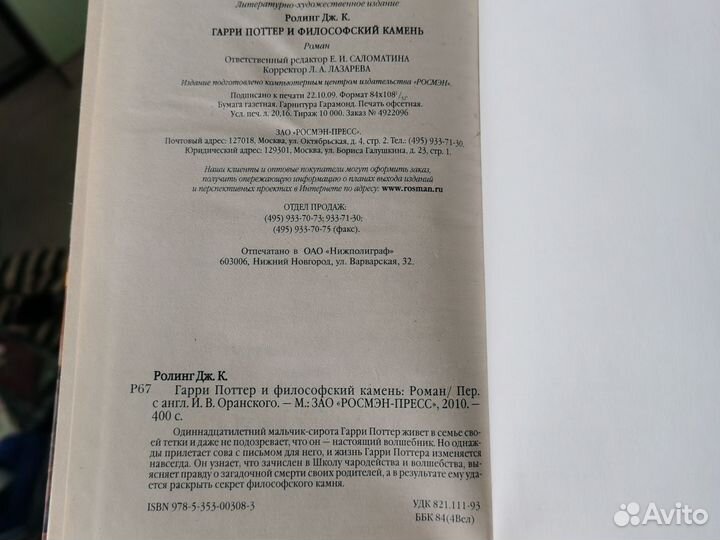 Литературно-художественное издание
Ролинг Дж. К.
ГАРРИ ПОТТЕР И ФИЛОСОФСКИЙ КАМЕНЬ
Роман
Ответственный редактор Е. И. САЛОМАТИНА
Корректор Л. А. ЛАЗАРЕВА
Издание подготовлено компьютерным центром издательства «РОСМЭН».
Подписано к печати 22.10.09. Формат 84х108 1/32.
Бумага газетная. Гарнитура Гарамонд. Печать офсетная.
Усл. печ. л. 20,16. Тираж 10 000. Заказ № 4922096
ЗАО «РОСМЭН-ПРЕСС».
Почтовый адрес: 127018, Москва, ул. Октябрьская, д. 4, стр. 2. Тел.: (495) 933-71-30.
Юридический адрес: 129301, Москва, ул. Бориса Галушкина, д. 23, стр. 1.
Наши клиенты и оптовые покупатели могут оформить заказ,
получить опережающую информацию о планах выхода изданий
и перспективных проектах в Интернете по адресу: www.rosman.ru
ОТДЕЛ ПРОДАЖ:
(495) 933-70-73; 933-71-30;
(495) 933-70-75 (факс).
Отпечатано в ОАО «Нижполиграф»
603006, Нижний Новгород, ул. Варварская, 32.
Ролинг Дж. К.
Р67 Гарри Поттер и философский камень: Роман/ Пер.
с англ. И. В. Оранского. — М.: ЗАО «РОСМЭН-ПРЕСС», 2010. —
400 с.
Одиннадцатилетний мальчик-сирота Гарри Поттер живет в семье сво-
ей тетки и даже не подозревает, что он — настоящий волшебник. Но однаж-
ды прилетает сова с письмом для него, и жизнь Гарри Поттера изменяется
навсегда. Он узнает, что зачислен в Школу чародейства и волшебства, вы-
ясняет правду о загадочной смерти своих родителей, а в результате ему уда-
ется раскрыть секрет философского камня.
ISBN 978-5-353-00308-3
УДК 821.111-93
ББК 84(4Вел)
Avito